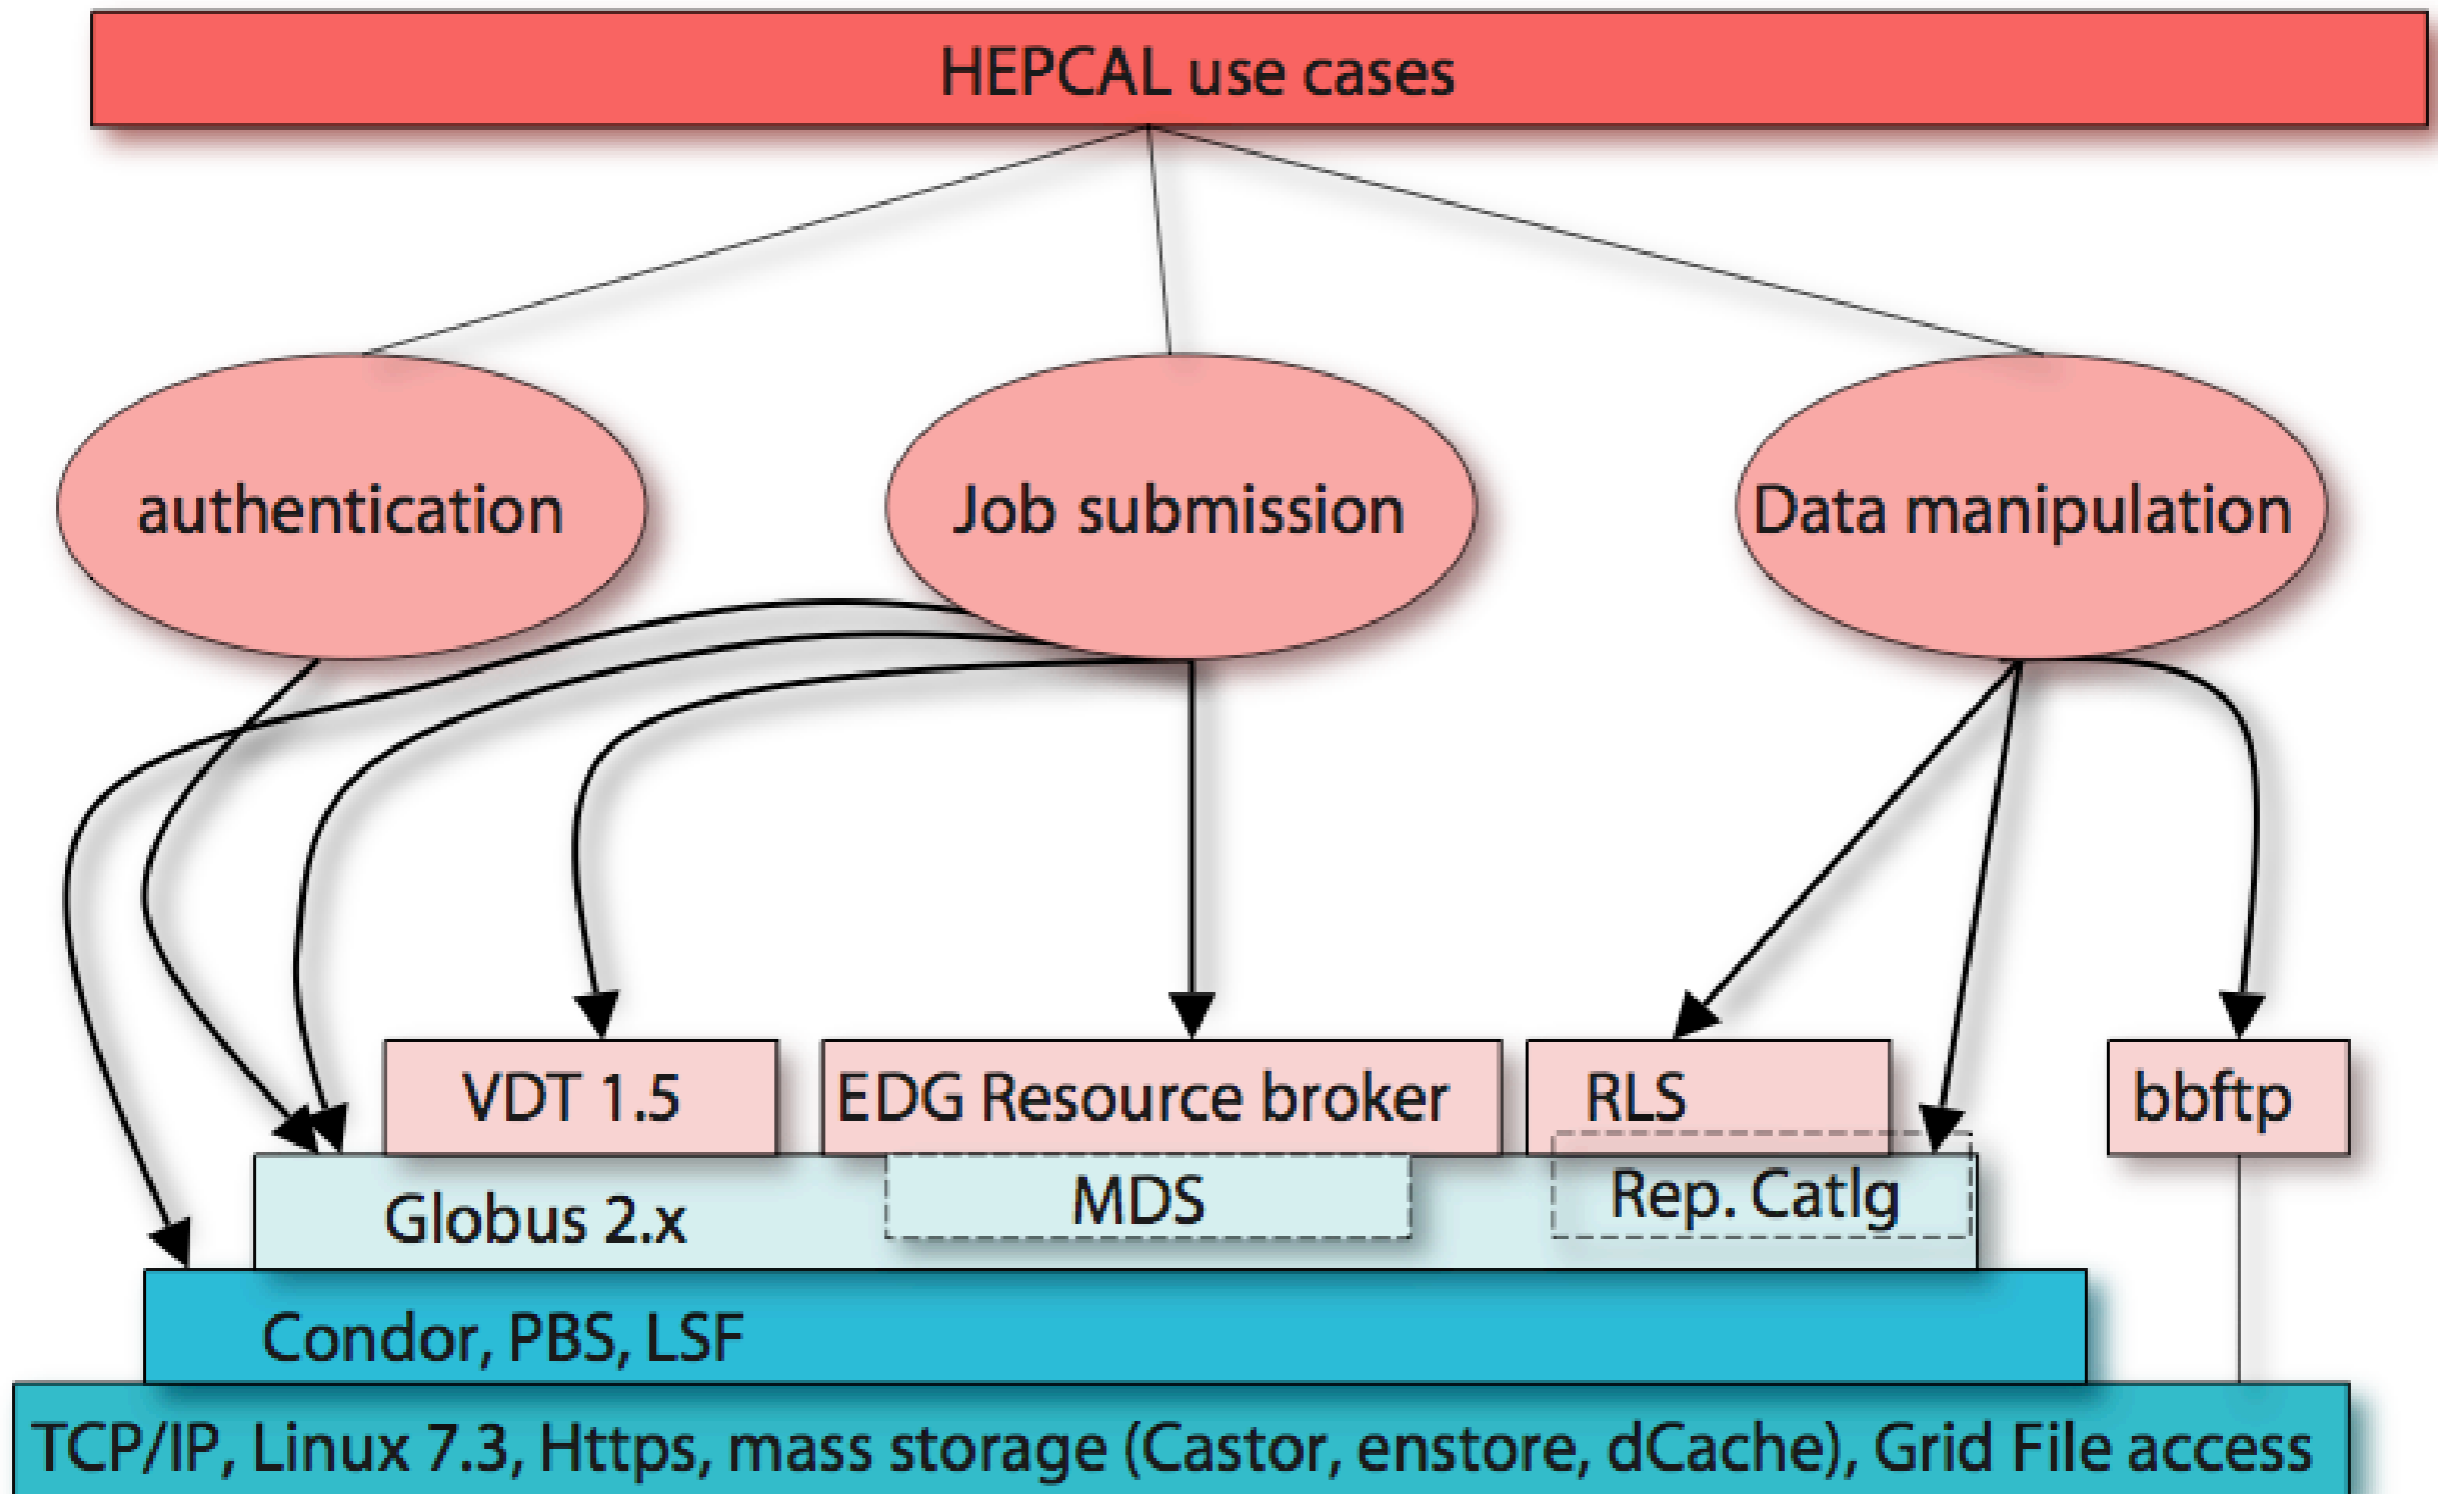 HEPCAL use cases
authentication
Job submission
Data manipulation
VDT 1.5
EDG Resource broker
RLS
bbftp
Globus 2.x
MDS
Rep. Catlg
Condor, PBS, LSF
TCP/IP, Linux 7.3, Https, mass storage (Castor, enstore, dCache), Grid File access